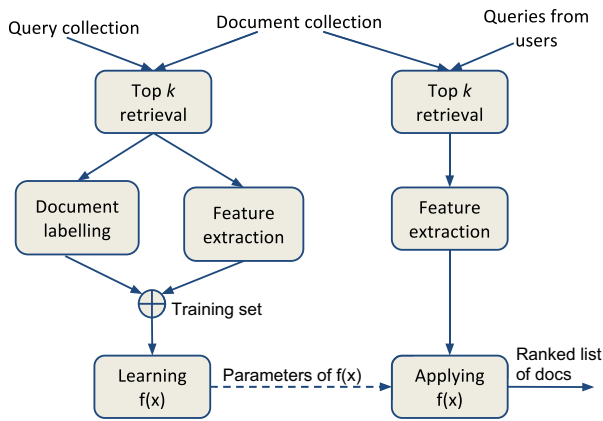 Query collection
Document collection
Queries from
users
Top k
retrieval
Top k
retrieval
Document
labelling
Feature
extraction
Feature
extraction
Training set
Learning
f(x)
Parameters of f(x)
Applying
f(x)
Ranked list
of docs